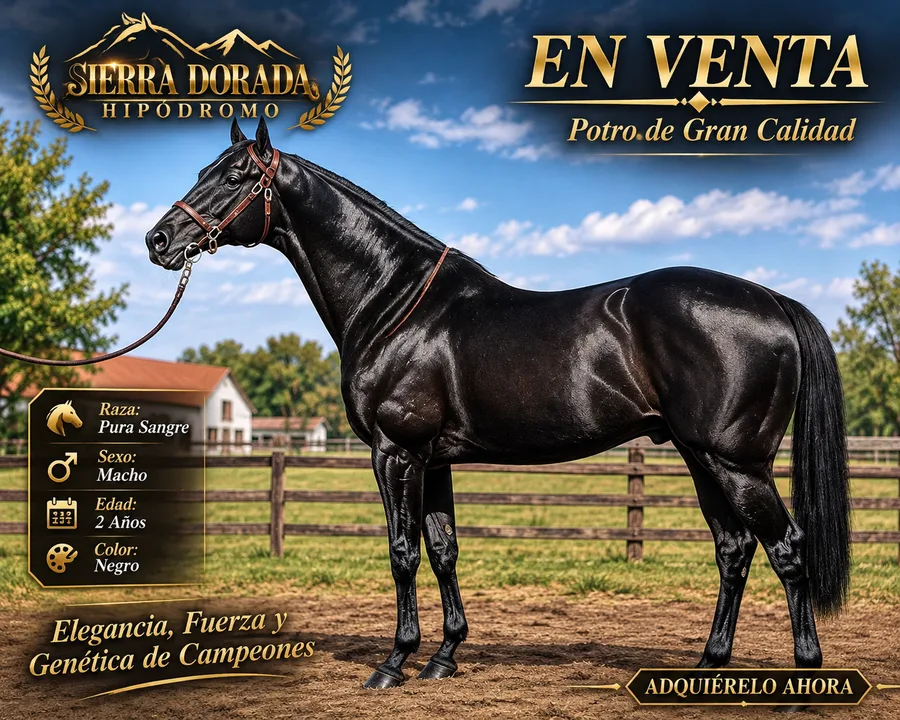 SIERRA DORADA
HIPÓDROMO
EN VENTA
Potro de Gran Calidad
Raza:
Pura Sangre
Sexo:
Macho
Edad:
2 Años
Color:
Negro
Elegancia, Fuerza y
Genética de Campeones
ADQUIÉRELO AHORA